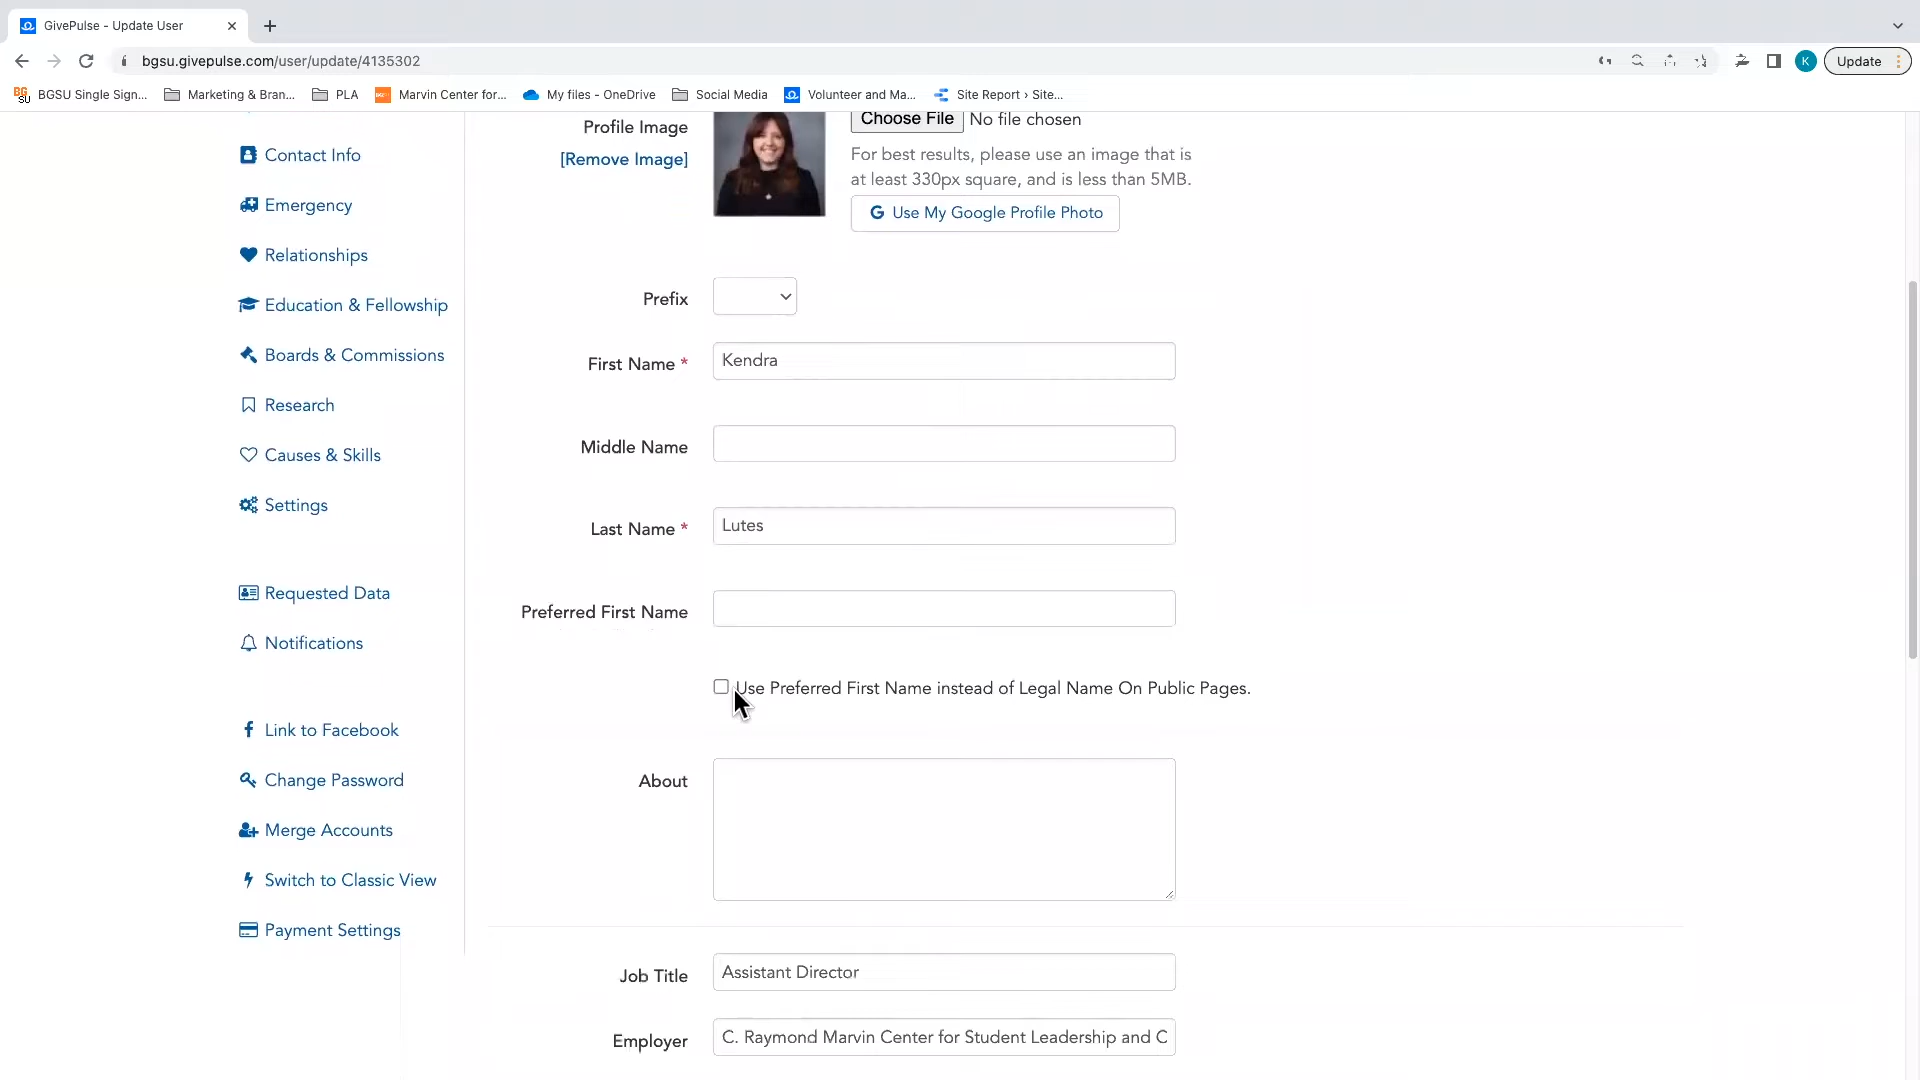 GivePulse - Update User
bgsu.givepulse.com/user/update/4135302
K
Update
BG SU
BGSU Single Sign...
Marketing & Bran...
PLA
Marvin Center for...
My files - OneDrive
Social Media
Volunteer and Ma...
Site Report › Site...
Contact Info
Emergency
Relationships
Education & Fellowship
Boards & Commissions
Research
Causes & Skills
Settings
Requested Data
Notifications
Link to Facebook
Change Password
Merge Accounts
Switch to Classic View
Payment Settings
Profile Image
[Remove Image]
Choose File No file chosen
For best results, please use an image that is
at least 330px square, and is less than 5MB.
G Use My Google Profile Photo
Prefix
First Name * Kendra
Middle Name
Last Name * Lutes
Preferred First Name
Use Preferred First Name instead of Legal Name On Public Pages.
About
Job Title Assistant Director
Employer C. Raymond Marvin Center for Student Leadership and C